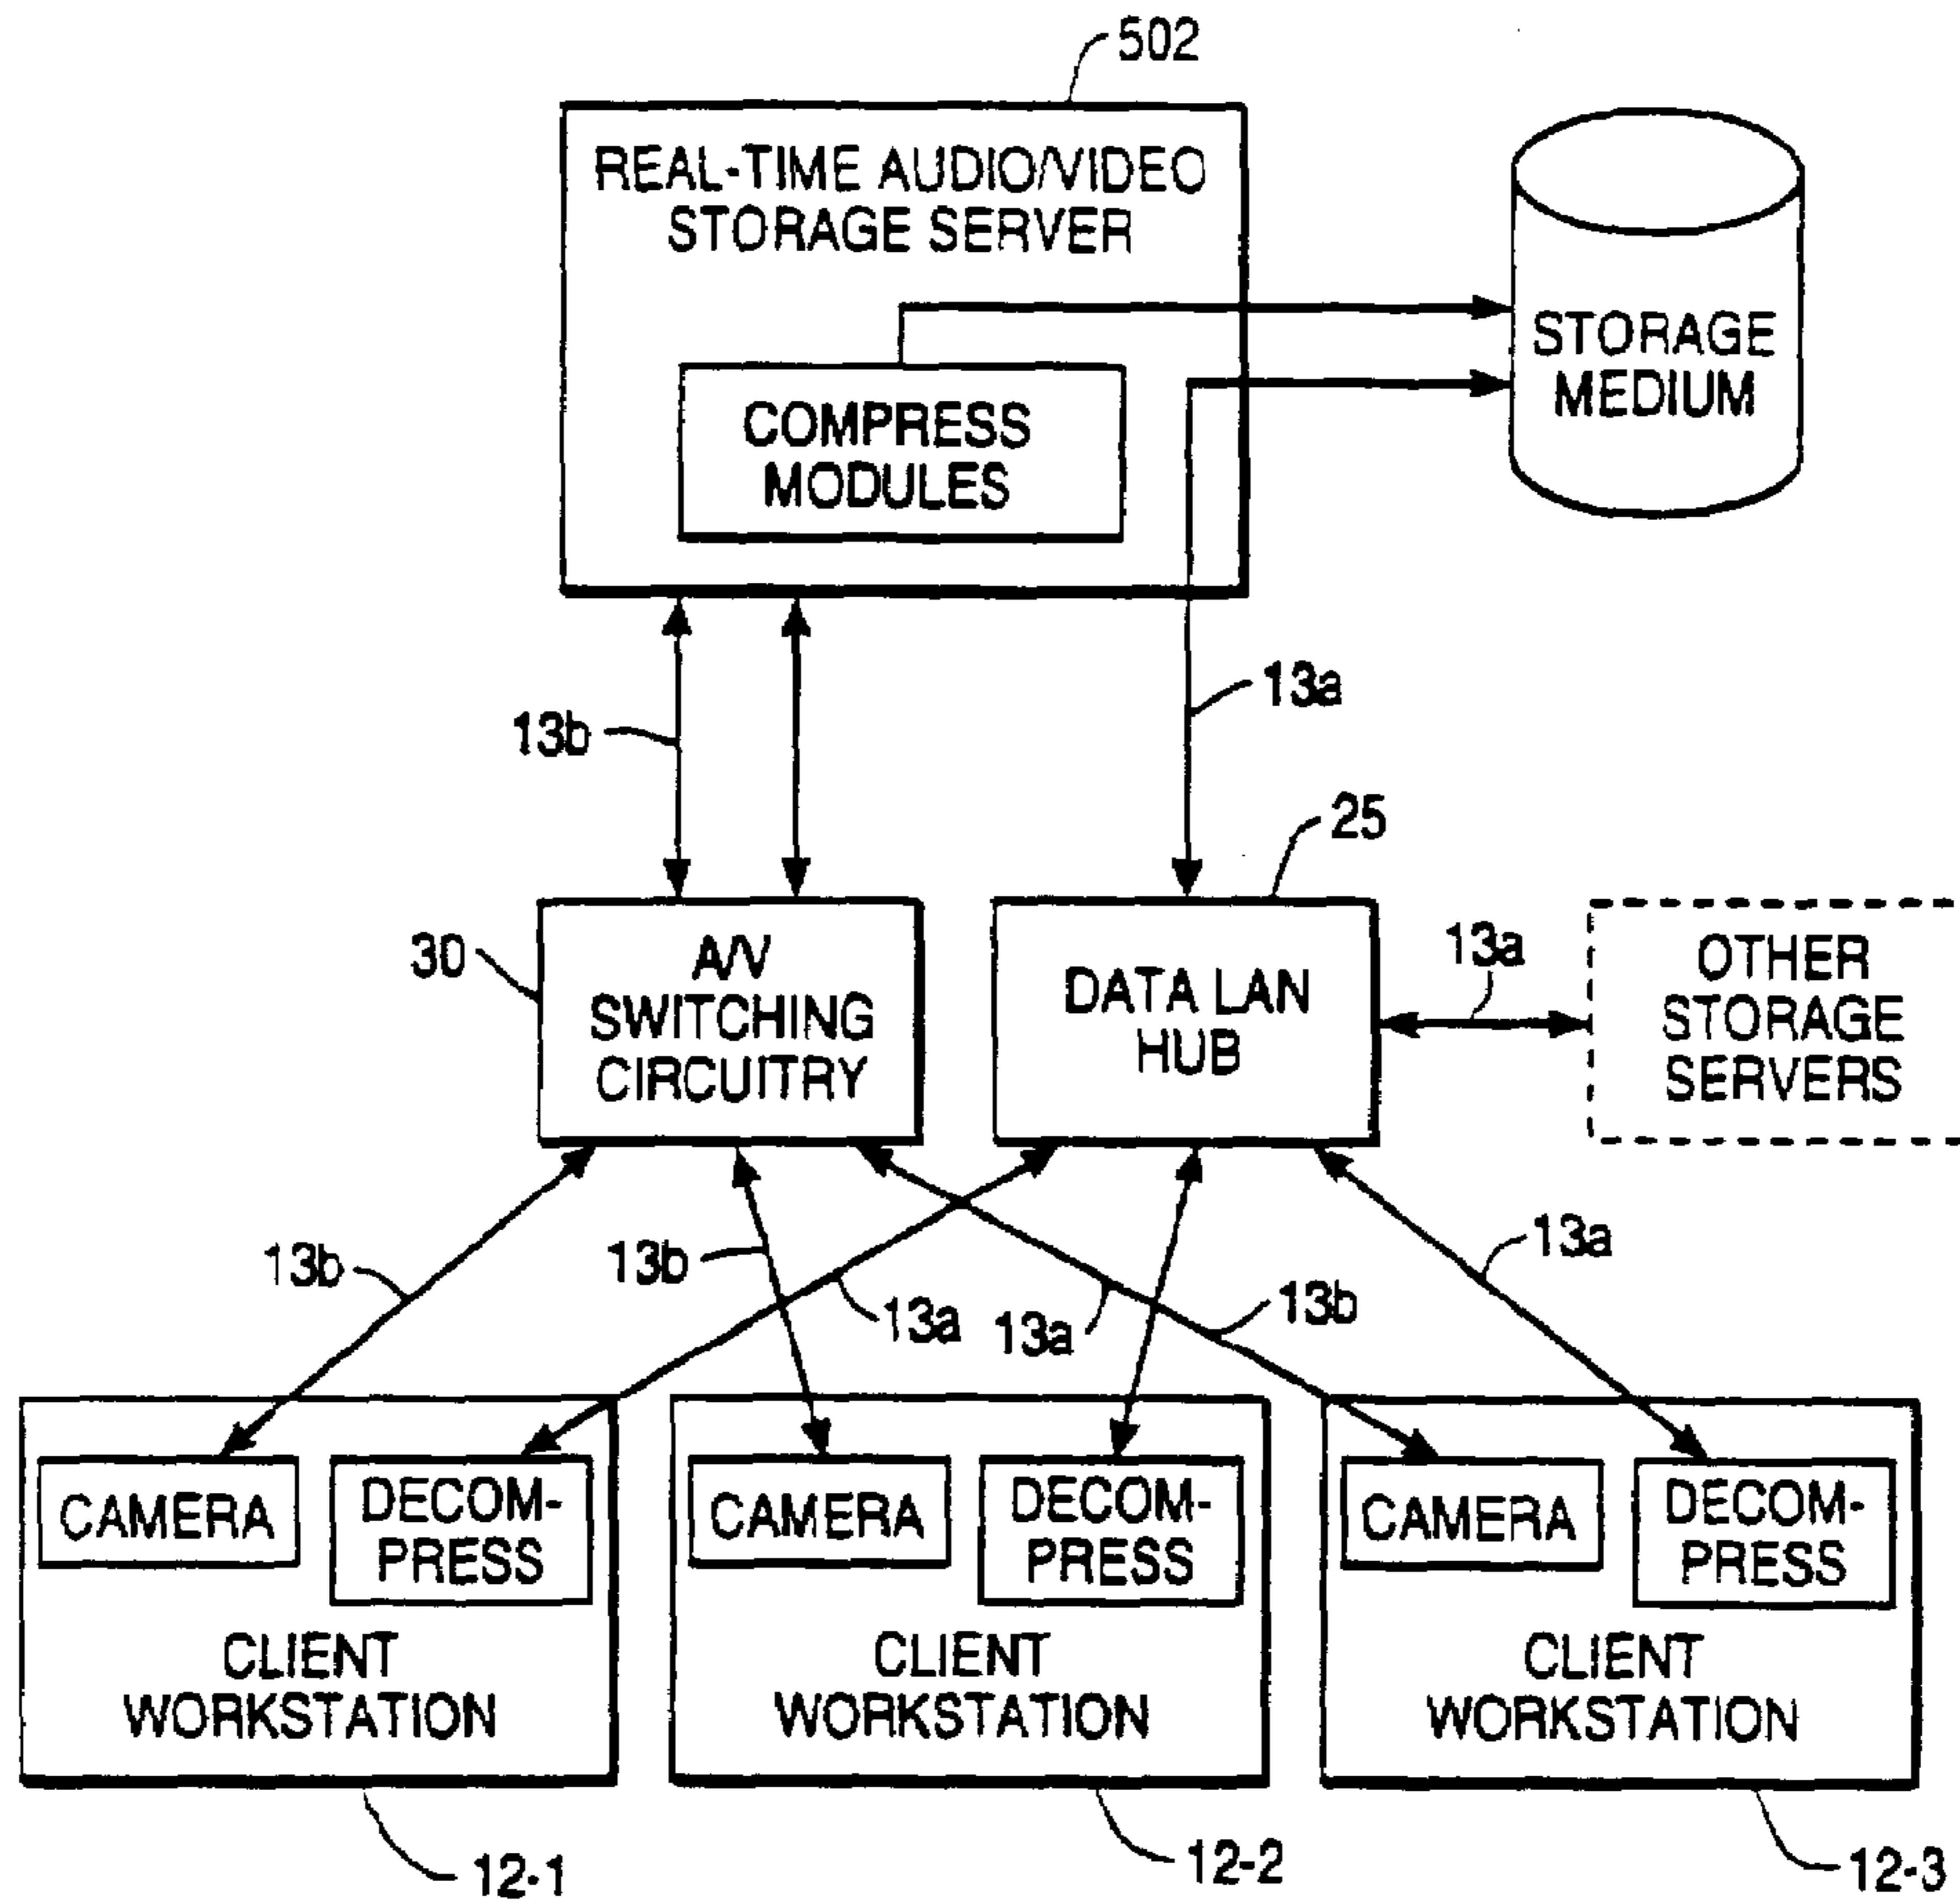 502
REAL-TIME AUDIO/VIDEO
STORAGE SERVER
STORAGE
MEDIUM
COMPRESS
MODULES
13b
13a
25
30
A/V
SWITCHING
CIRCUITRY
DATA LAN
HUB
13a
OTHER
STORAGE
SERVERS
13b
13b
13a
13a
13b
13a
CAMERA
DECOM-
PRESS
CLIENT
WORKSTATION
CAMERA
DECOM-
PRESS
CLIENT
WORKSTATION
CAMERA
DECOM-
PRESS
CLIENT
WORKSTATION
12-1
12-2
12-3